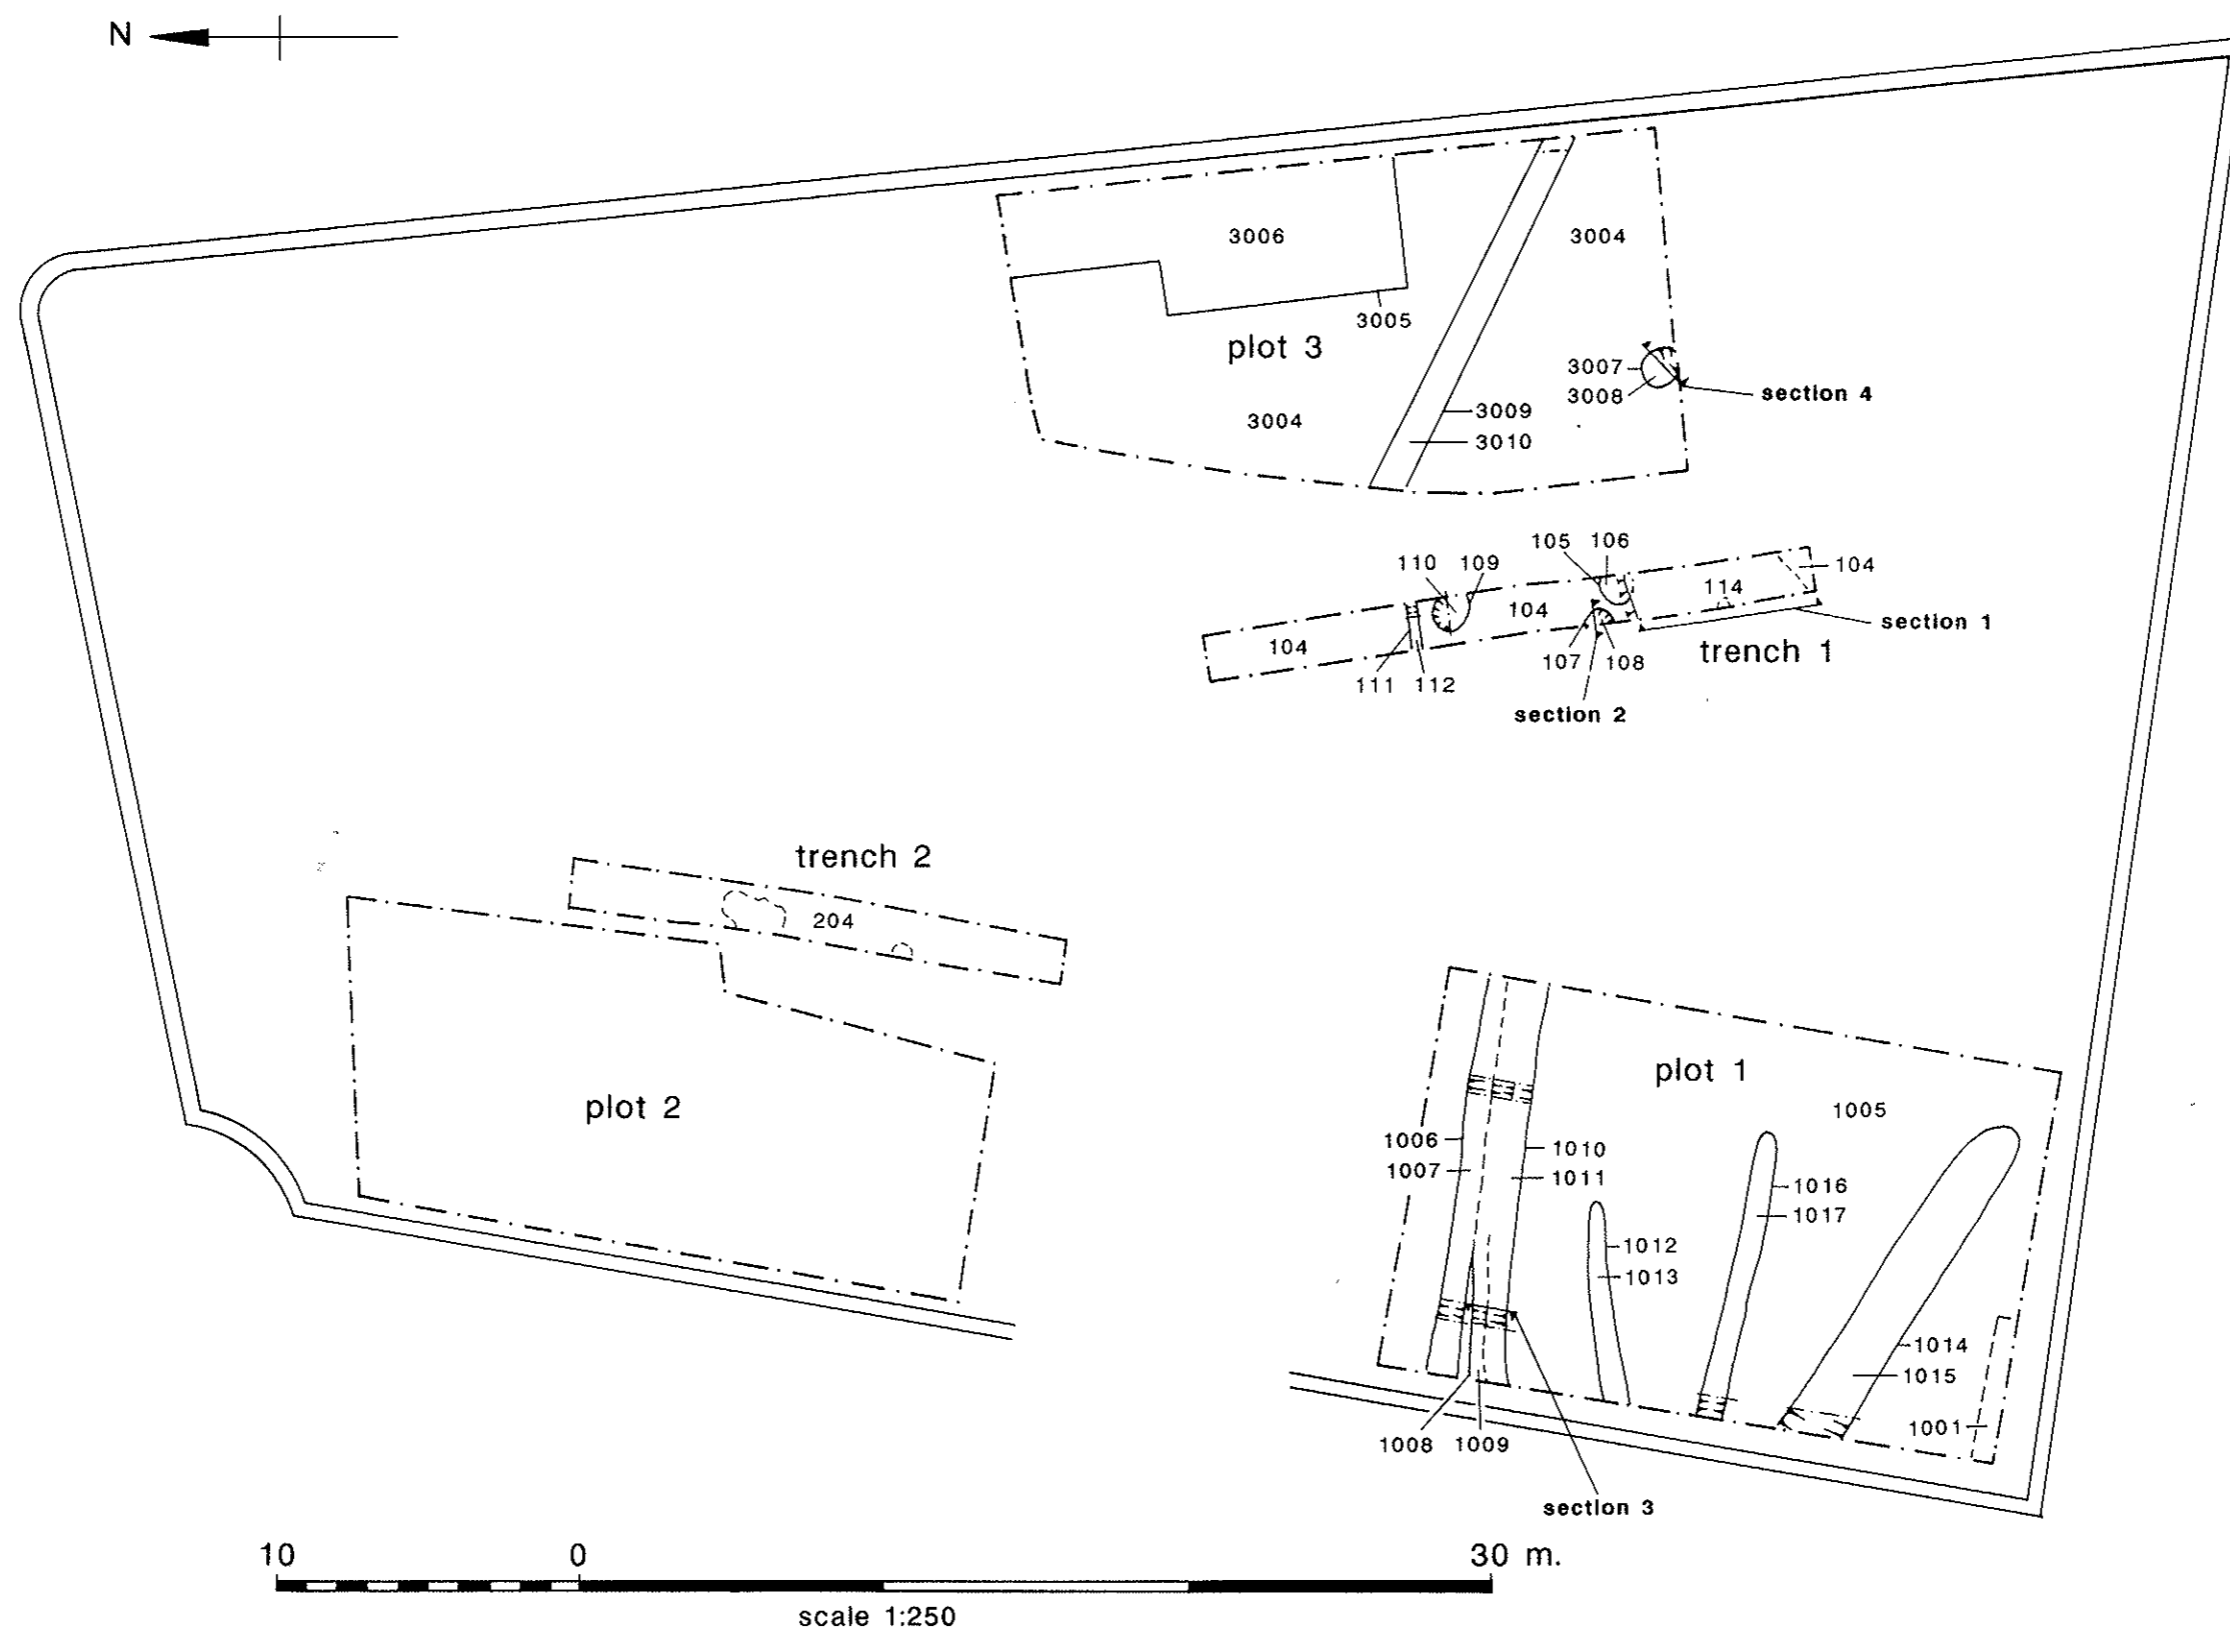 N
3006
3004
3005
plot 3
3007
3008
section 4
3009
3004
3010
105 106
110 109
104
114
104
section 1
104
107 108
trench 1
111 112
section 2
trench 2
204
plot 1
plot 2
1005
1006
1010
1007
1011
1016
1017
1012
1013
1014
1015
1001
1008 1009
section 3
10 0 30 m.
scale 1:250